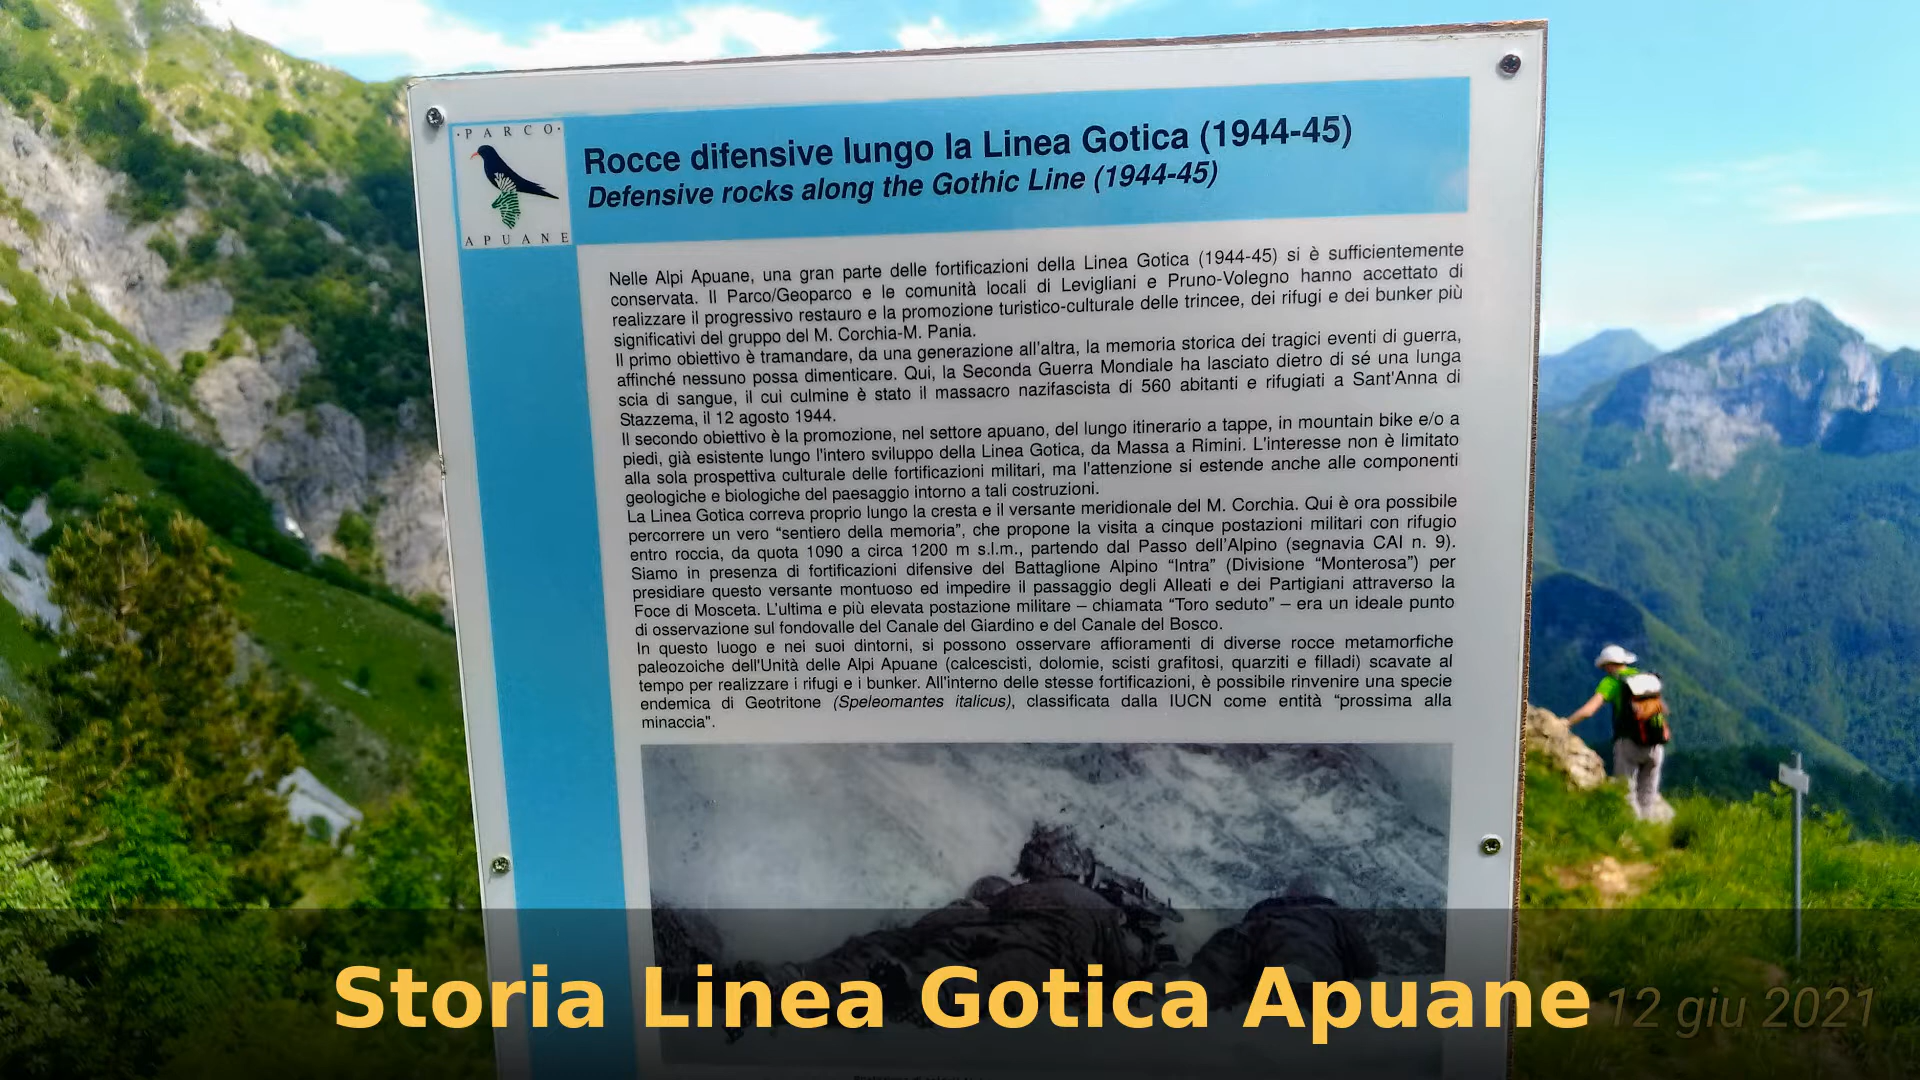 · P A R C O ·
A P U A N E
Rocce difensive lungo la Linea Gotica (1944-45)
Defensive rocks along the Gothic Line (1944-45)
Nelle Alpi Apuane, una gran parte delle fortificazioni della Linea Gotica (1944-45) si è sufficientemente
conservata. Il Parco/Geoparco e le comunità locali di Levigliani e Pruno-Volegno hanno accettato di
realizzare il progressivo restauro e la promozione turistico-culturale delle trincee, dei rifugi e dei bunker più
significativi del gruppo del M. Corchia-M. Pania.
Il primo obiettivo è tramandare, da una generazione all'altra, la memoria storica dei tragici eventi di guerra,
affinché nessuno possa dimenticare. Qui, la Seconda Guerra Mondiale ha lasciato dietro di sé una lunga
scia di sangue, il cui culmine è stato il massacro nazifascista di 560 abitanti e rifugiati a Sant'Anna di
Stazzema, il 12 agosto 1944.
Il secondo obiettivo è la promozione, nel settore apuano, del lungo itinerario a tappe, in mountain bike e/o a
piedi, già esistente lungo l'intero sviluppo della Linea Gotica, da Massa a Rimini. L'interesse non è limitato
alla sola prospettiva culturale delle fortificazioni militari, ma l'attenzione si estende anche alle componenti
geologiche e biologiche del paesaggio intorno a tali costruzioni.
La Linea Gotica correva proprio lungo la cresta e il versante meridionale del M. Corchia. Qui è ora possibile
percorrere un vero “sentiero della memoria”, che propone la visita a cinque postazioni militari con rifugio
entro roccia, da quota 1090 a circa 1200 m s.l.m., partendo dal Passo dell'Alpino (segnavia CAI n. 9).
Siamo in presenza di fortificazioni difensive del Battaglione Alpino “Intra” (Divisione “Monterosa”) per
presidiare questo versante montuoso ed impedire il passaggio degli Alleati e dei Partigiani attraverso la
Foce di Mosceta. L'ultima e più elevata postazione militare – chiamata “Toro seduto” – era un ideale punto
di osservazione sul fondovalle del Canale del Giardino e del Canale del Bosco.
In questo luogo e nei suoi dintorni, si possono osservare affioramenti di diverse rocce metamorfiche
paleozoiche dell'Unità delle Alpi Apuane (calcescisti, dolomie, scisti grafitosi, quarziti e filladi) scavate al
tempo per realizzare i rifugi e i bunker. All'interno delle stesse fortificazioni, è possibile rinvenire una specie
endemica di Geotritone (Speleomantes italicus), classificata dalla IUCN come entità “prossima alla
minaccia”.
Storia Linea Gotica Apuane
12 giu 2021